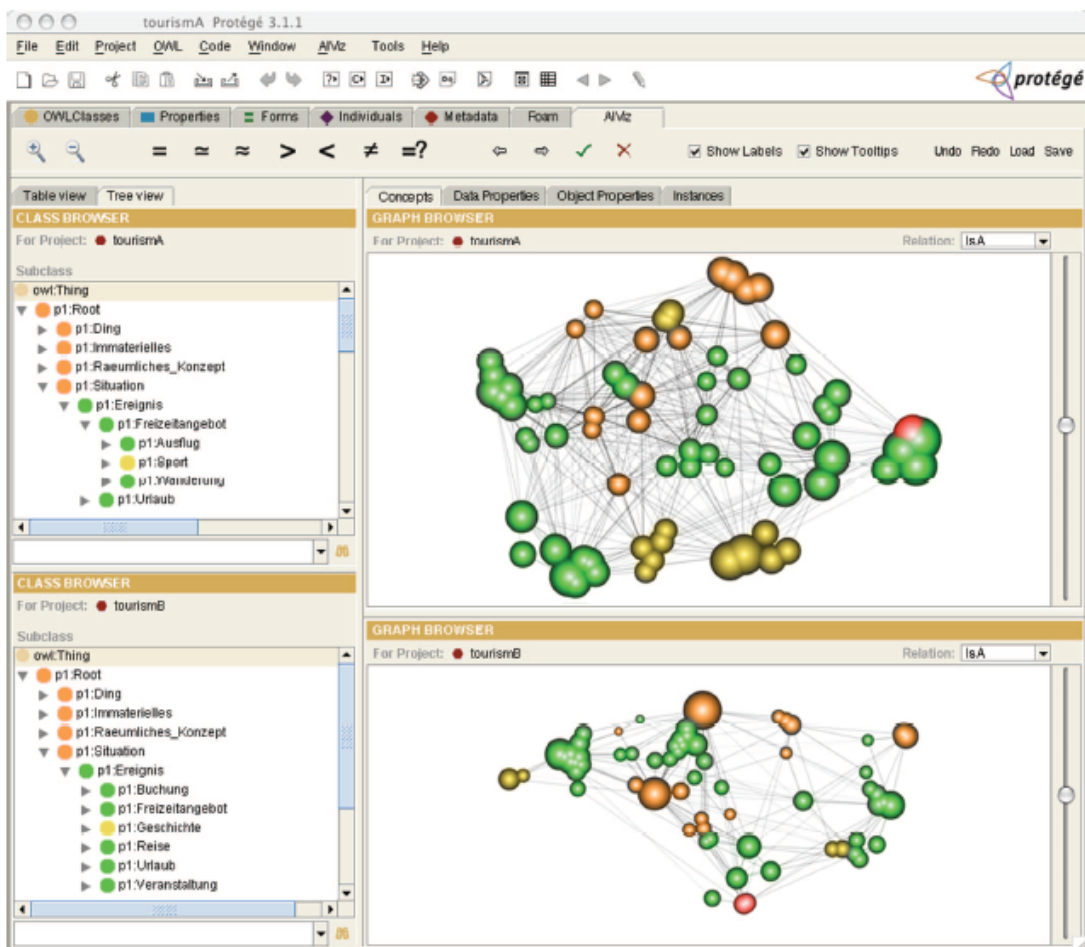 tourismA Protégé 3.1.1
File Edit Project OWL Code Window AlViz Tools Help
protégé
OWLClasses Properties Forms Individuals Metadata Foam AlViz
= ≃ ≈ > < ≠ =? Show Labels Show Tooltips Undo Redo Load Save
Table view Tree view
CLASS BROWSER
For Project: tourismA
Subclass
owl:Thing
p1:Root
p1:Ding
p1:Immaterielles
p1:Raeumliches_Konzept
p1:Situation
p1:Ereignis
p1:Freizeitangebot
p1:Ausflug
p1:Sport
p1:Wanderung
p1:Urlaub
CLASS BROWSER
For Project: tourismB
Subclass
owl:Thing
p1:Root
p1:Ding
p1:Immaterielles
p1:Raeumliches_Konzept
p1:Situation
p1:Ereignis
p1:Buchung
p1:Freizeitangebot
p1:Geschichte
p1:Reise
p1:Urlaub
p1:Veranstaltung
Concepts Data Properties Object Properties Instances
GRAPH BROWSER
For Project: tourismA Relation: IsA
GRAPH BROWSER
For Project: tourismB Relation: IsA